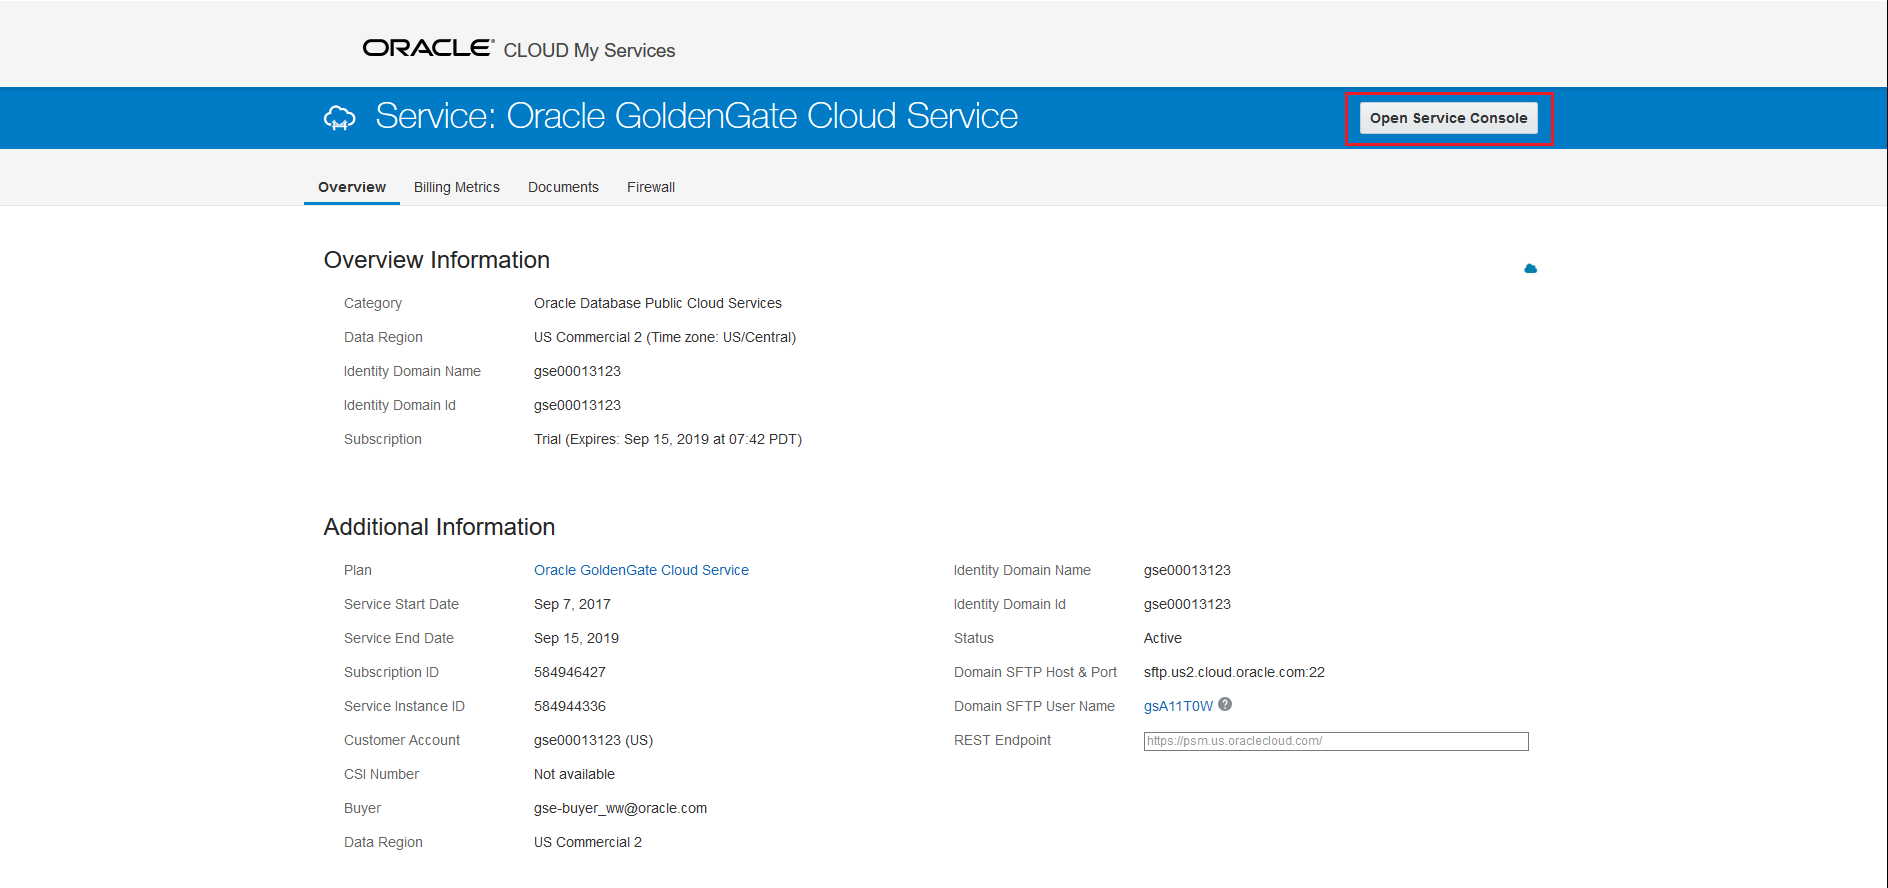 ORACLE® CLOUD My Services
Service: Oracle GoldenGate Cloud Service
Open Service Console
Overview Billing Metrics Documents Firewall
Overview Information
Category Oracle Database Public Cloud Services
Data Region US Commercial 2 (Time zone: US/Central)
Identity Domain Name gse00013123
Identity Domain Id gse00013123
Subscription Trial (Expires: Sep 15, 2019 at 07:42 PDT)
Additional Information
Plan Oracle GoldenGate Cloud Service
Service Start Date Sep 7, 2017
Service End Date Sep 15, 2019
Subscription ID 584946427
Service Instance ID 584944336
Customer Account gse00013123 (US)
CSI Number Not available
Buyer gse-buyer_ww@oracle.com
Data Region US Commercial 2
Identity Domain Name gse00013123
Identity Domain Id gse00013123
Status Active
Domain SFTP Host & Port sftp.us2.cloud.oracle.com:22
Domain SFTP User Name gsA11T0W ?
REST Endpoint https://psm.us.oraclecloud.com/